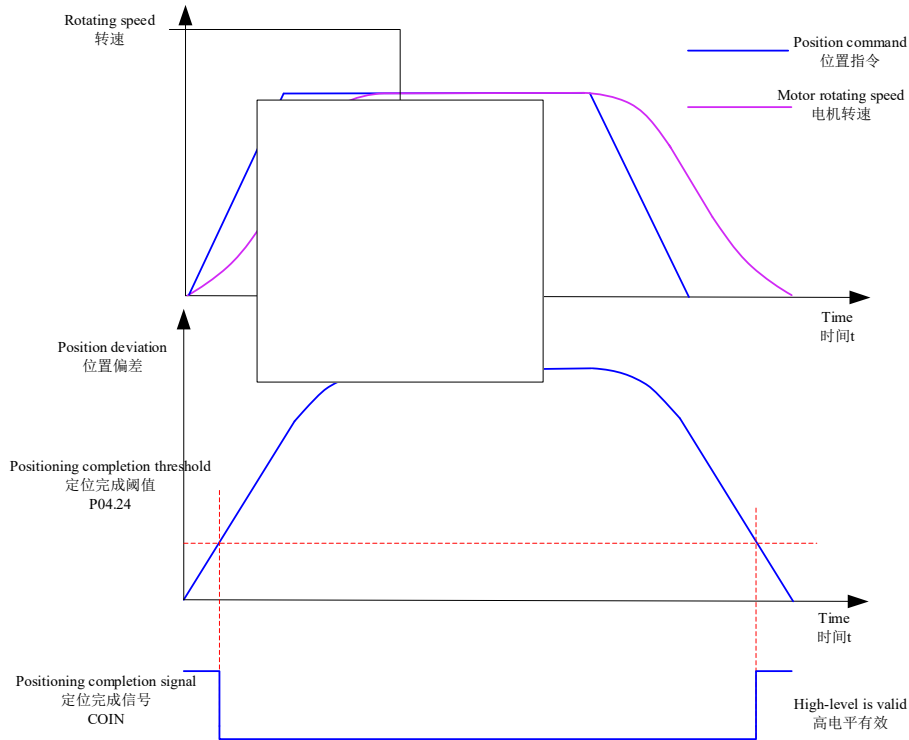 Rotating speed
转速
Position command
位置指令
Motor rotating speed
电机转速
Time
时间t
Position deviation
位置偏差
Positioning completion threshold
定位完成阈值
P04.24
Time
时间t
Positioning completion signal
定位完成信号
COIN
High-level is valid
高电平有效